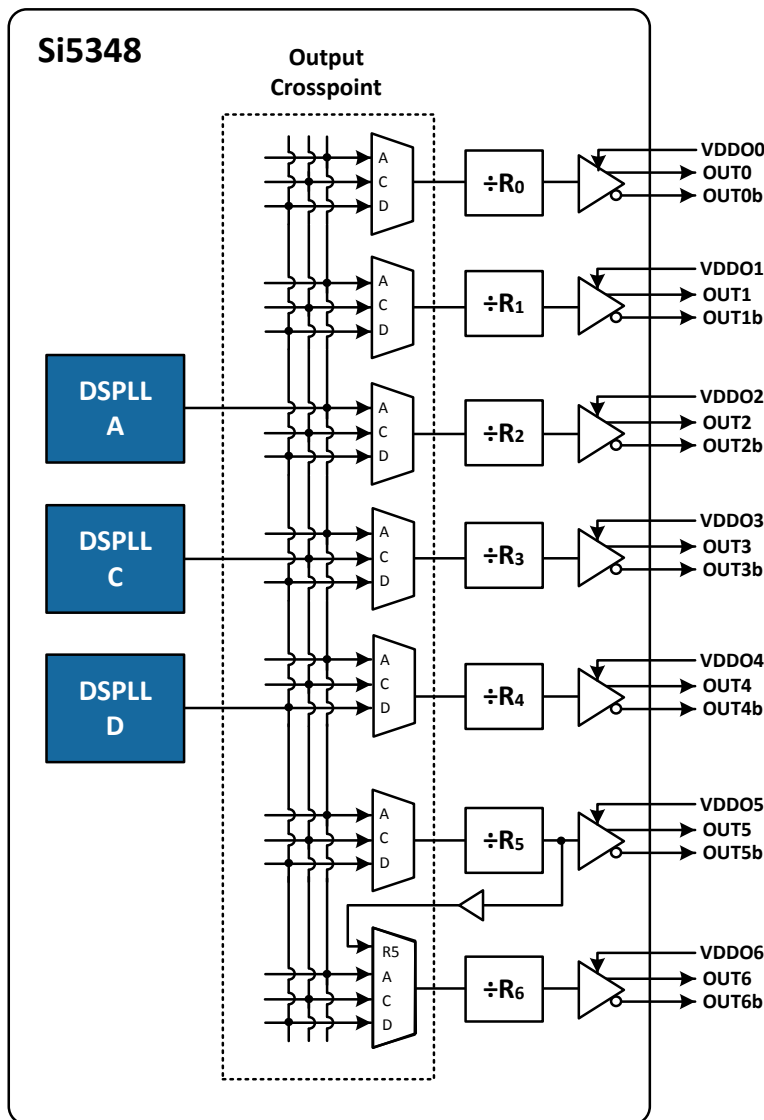 Si5348
Output
Crosspoint
A
C
D
÷R₀
VDDO0
OUT0
OUT0b
A
C
D
÷R₁
VDDO1
OUT1
OUT1b
DSPLL
A
A
C
D
÷R₂
VDDO2
OUT2
OUT2b
DSPLL
C
A
C
D
÷R₃
VDDO3
OUT3
OUT3b
DSPLL
D
A
C
D
÷R₄
VDDO4
OUT4
OUT4b
A
C
D
÷R₅
VDDO5
OUT5
OUT5b
R5
A
C
D
÷R₆
VDDO6
OUT6
OUT6b